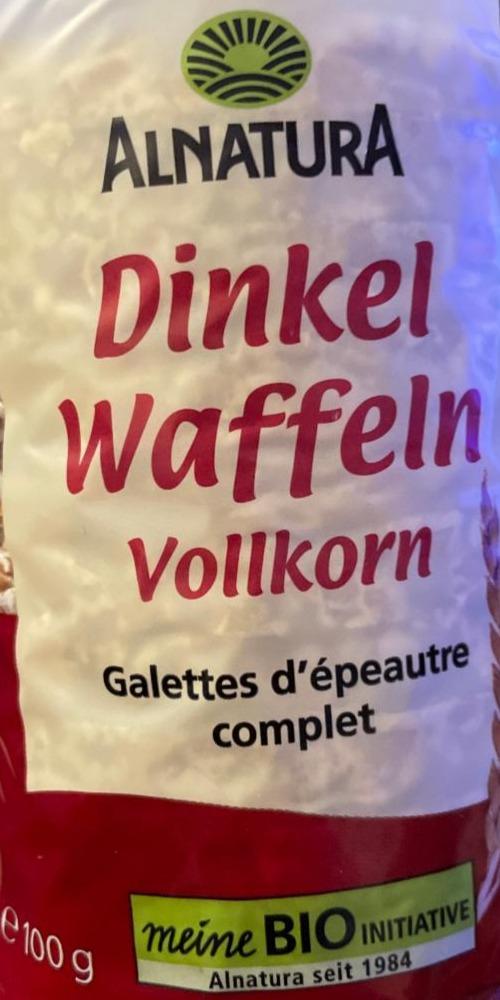 ALNATURA
Dinkel
Waffeln
Vollkorn
Galettes d'épeautre
complet
e 100 g
meine BIO INITIATIVE
Alnatura seit 1984